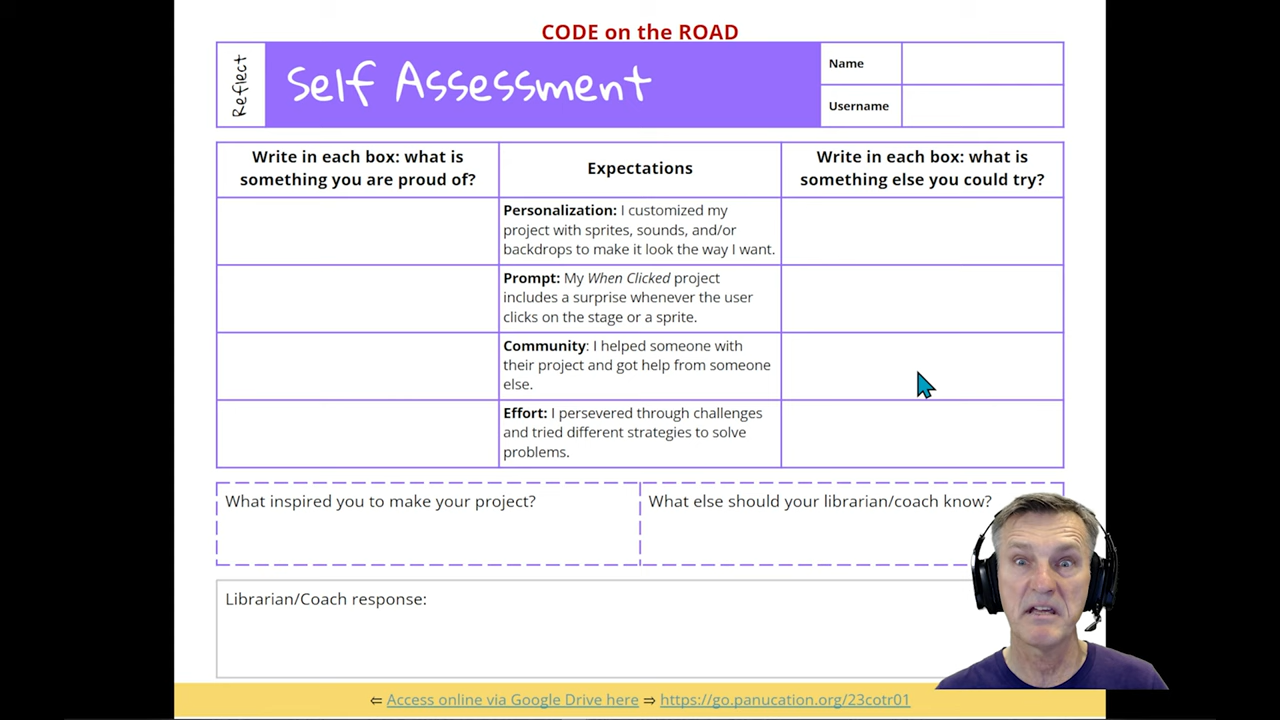 CODE on the ROAD
Reflect
Self Assessment
Name
Username
Write in each box: what is
something you are proud of?
Expectations
Write in each box: what is
something else you could try?
Personalization: I customized my
project with sprites, sounds, and/or
backdrops to make it look the way I want.
Prompt: My When Clicked project
includes a surprise whenever the user
clicks on the stage or a sprite.
Community: I helped someone with
their project and got help from someone
else.
Effort: I persevered through challenges
and tried different strategies to solve
problems.
What inspired you to make your project?
What else should your librarian/coach know?
Librarian/Coach response:
⇐ Access online via Google Drive here ⇒ https://go.panucation.org/23cotr01